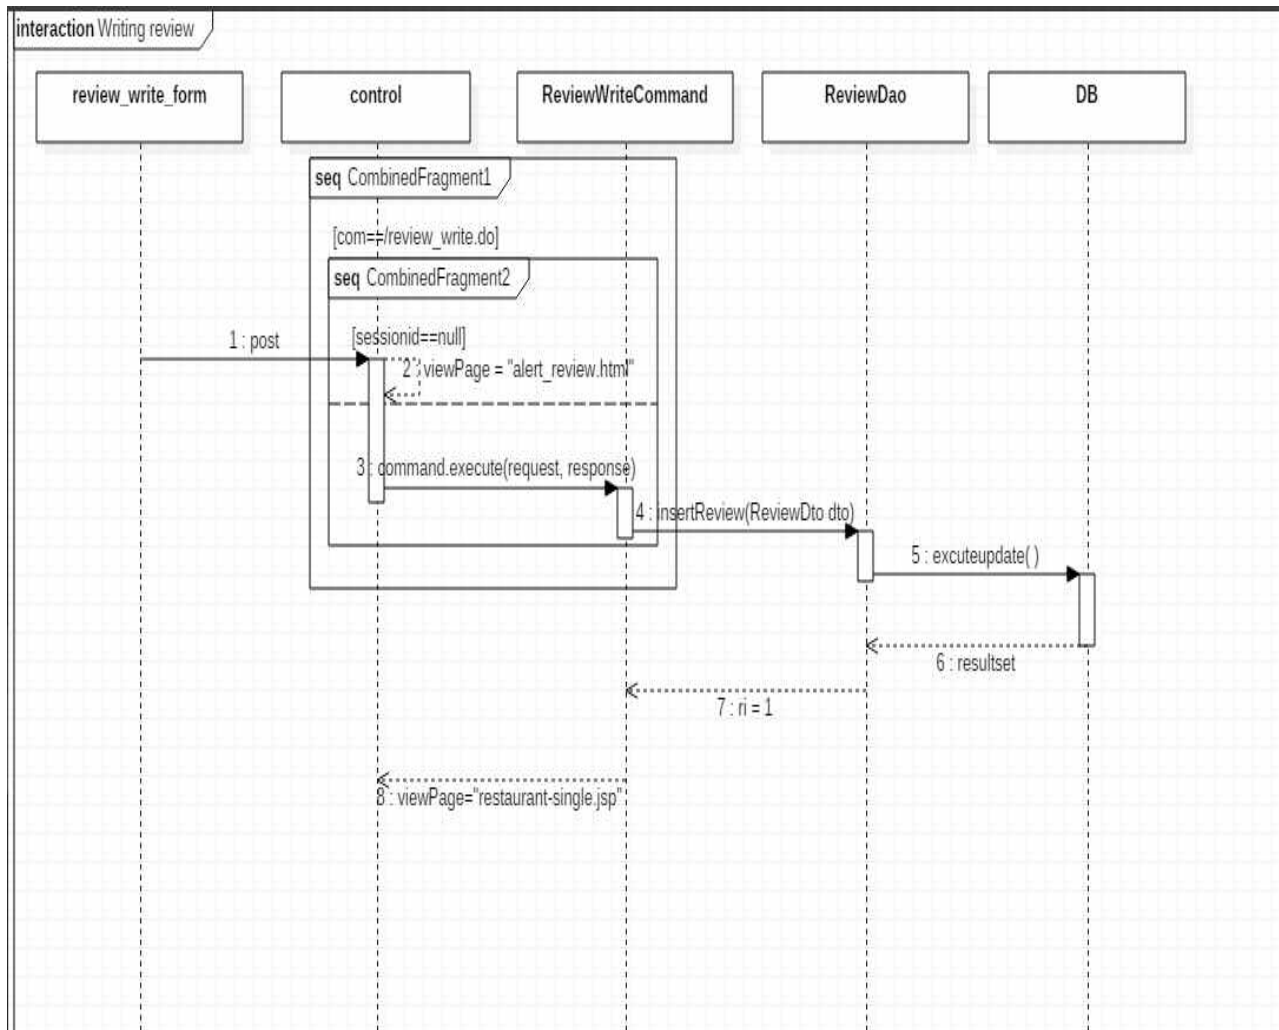 interaction Writing review
review_write_form
control
ReviewWriteCommand
ReviewDao
DB
seq CombinedFragment1
[com==/review_write.do]
seq CombinedFragment2
1 : post
[sessionid==null]
2 : viewPage = "alert_review.html"
3 : command.execute(request, response)
4 : insertReview(ReviewDto dto)
5 : excuteupdate( )
6 : resultset
7 : ri = 1
8 : viewPage="restaurant-single.jsp"